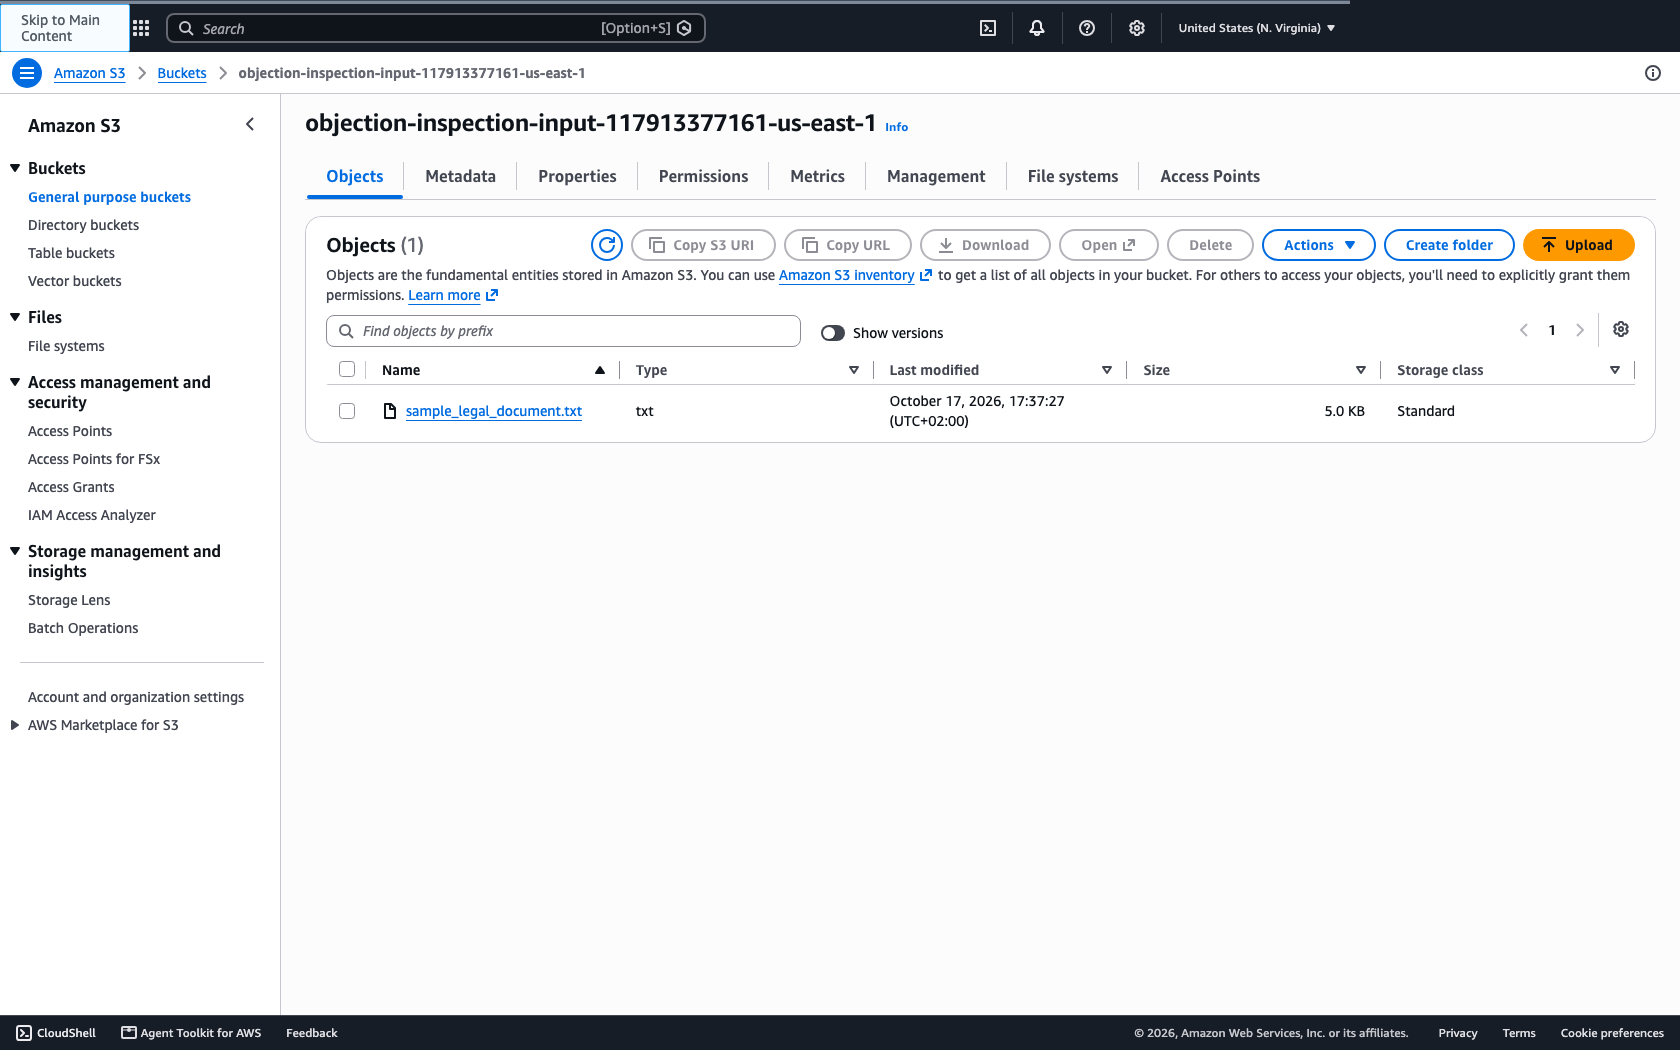 Skip to Main
Content
Search
[Option+S]
United States (N. Virginia)
Amazon S3
Buckets
objection-inspection-input-117913377161-us-east-1
Amazon S3
Buckets
General purpose buckets
Directory buckets
Table buckets
Vector buckets
Files
File systems
Access management and
security
Access Points
Access Points for FSx
Access Grants
IAM Access Analyzer
Storage management and
insights
Storage Lens
Batch Operations
Account and organization settings
AWS Marketplace for S3
objection-inspection-input-117913377161-us-east-1 Info
Objects
Metadata
Properties
Permissions
Metrics
Management
File systems
Access Points
Objects (1)
Copy S3 URI
Copy URL
Download
Open
Delete
Actions
Create folder
Upload
Objects are the fundamental entities stored in Amazon S3. You can use Amazon S3 inventory to get a list of all objects in your bucket. For others to access your objects, you'll need to explicitly grant them
permissions. Learn more
Find objects by prefix
Show versions
1
Name
Type
Last modified
Size
Storage class
sample_legal_document.txt
txt
October 17, 2026, 17:37:27
(UTC+02:00)
5.0 KB
Standard
CloudShell
Agent Toolkit for AWS
Feedback
© 2026, Amazon Web Services, Inc. or its affiliates.
Privacy
Terms
Cookie preferences